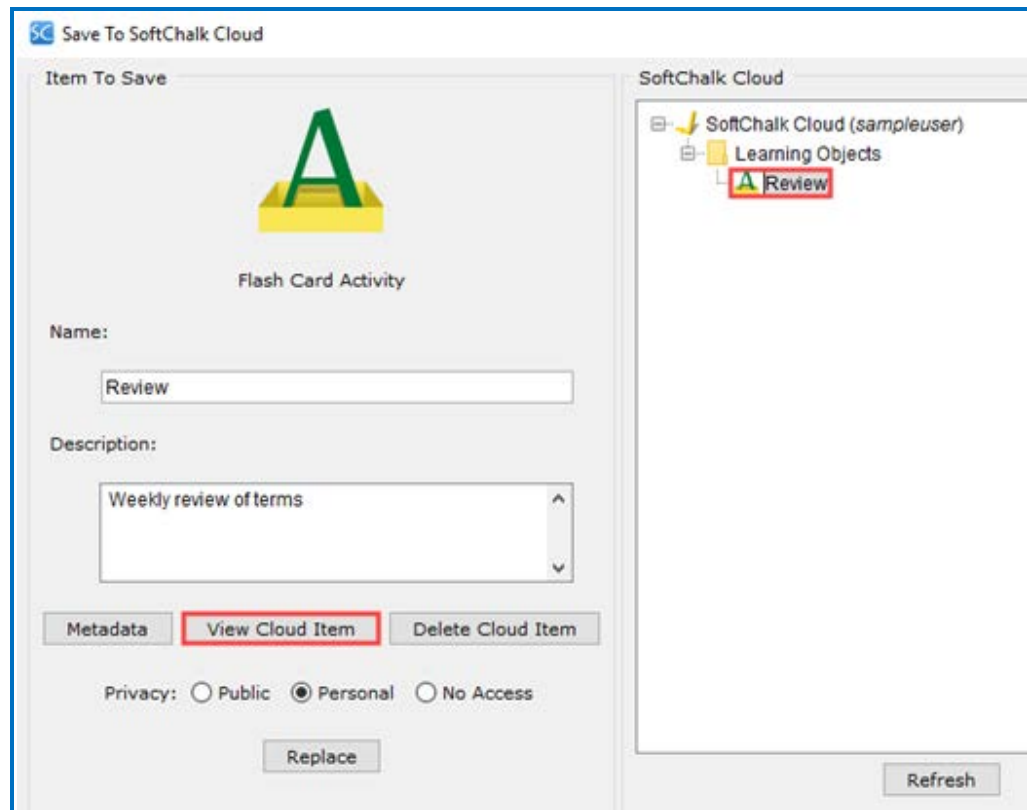 SC Save To SoftChalk Cloud
Item To Save
A
Flash Card Activity
Name:
Review
Description:
Weekly review of terms
Metadata View Cloud Item Delete Cloud Item
Privacy: Public Personal No Access
Replace
SoftChalk Cloud
SoftChalk Cloud (sampleuser)
Learning Objects
A Review
Refresh